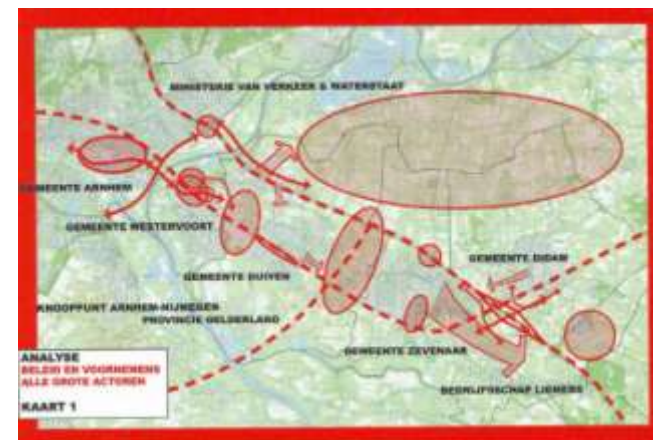 MINISTERIE VAN VERKEER & WATERSTAAT
GEMEENTE ARNHEM
GEMEENTE WESTERVOORT
GEMEENTE DIDAM
GEMEENTE DUIVEN
KNOOPPUNT ARNHEM-NIJMEGEN
PROVINCIE GELDERLAND
GEMEENTE ZEVENAAR
BEDRIJFSCHAP LIEMERS
ANALYSE
BELEID EN VOORNEMENS
ALLE GROTE ACTOREN
KAART 1